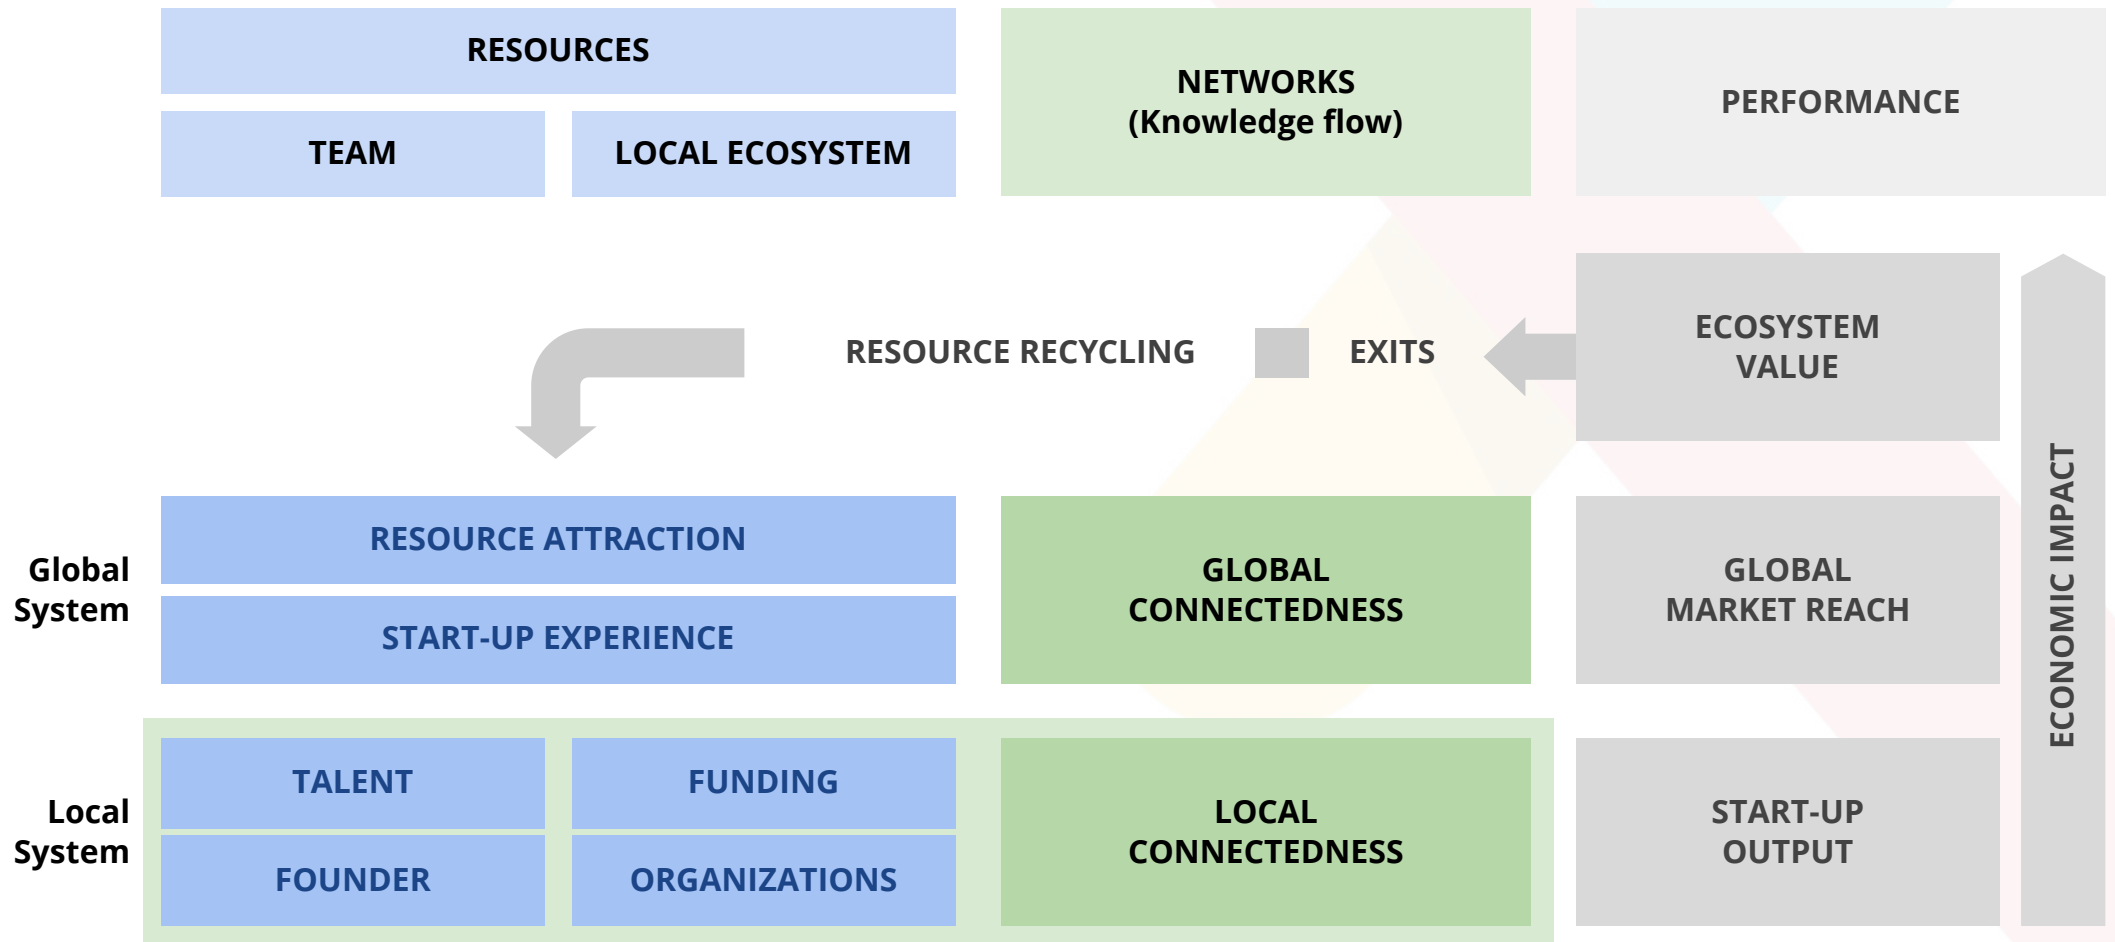 RESOURCES
TEAM
LOCAL ECOSYSTEM
NETWORKS
(Knowledge flow)
PERFORMANCE
RESOURCE RECYCLING
EXITS
ECOSYSTEM
VALUE
ECONOMIC IMPACT
Global
System
RESOURCE ATTRACTION
START-UP EXPERIENCE
GLOBAL
CONNECTEDNESS
GLOBAL
MARKET REACH
Local
System
TALENT
FUNDING
FOUNDER
ORGANIZATIONS
LOCAL
CONNECTEDNESS
START-UP
OUTPUT